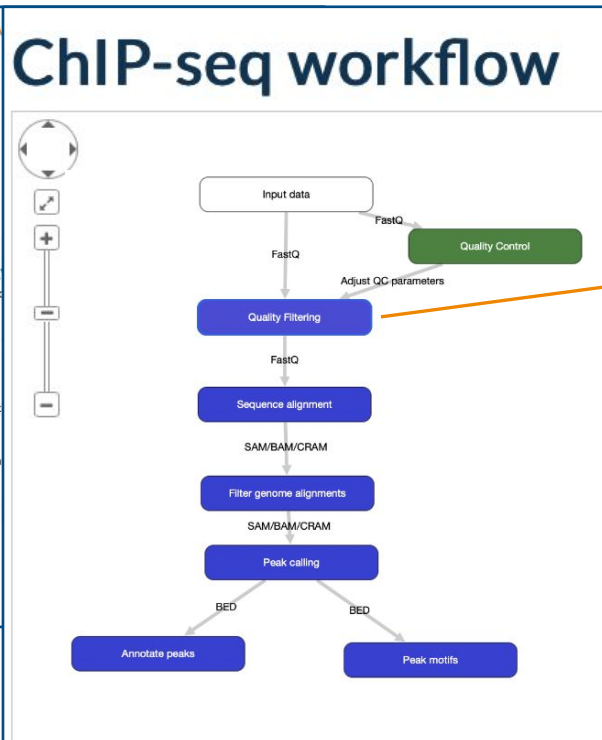 ChIP-seq workflow
Input data
FastQ
Quality Control
FastQ
Adjust QC parameters
Quality Filtering
FastQ
Sequence alignment
SAM/BAM/CRAM
Filter genome alignments
SAM/BAM/CRAM
Peak calling
BED
BED
Annotate peaks
Peak motifs